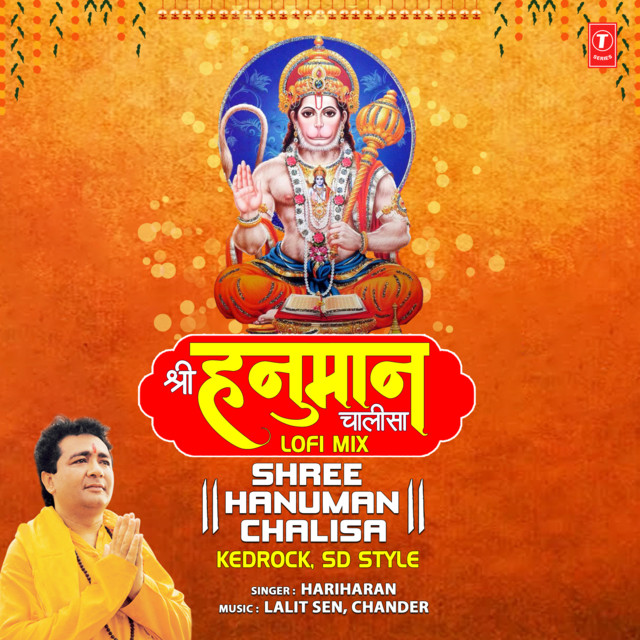 T
SERIES
श्री हनुमान
चालीसा
LOFI MIX
SHREE
|| HANUMAN ||
CHALISA
KEDROCK, SD STYLE
SINGER : HARIHARAN
MUSIC : LALIT SEN, CHANDER